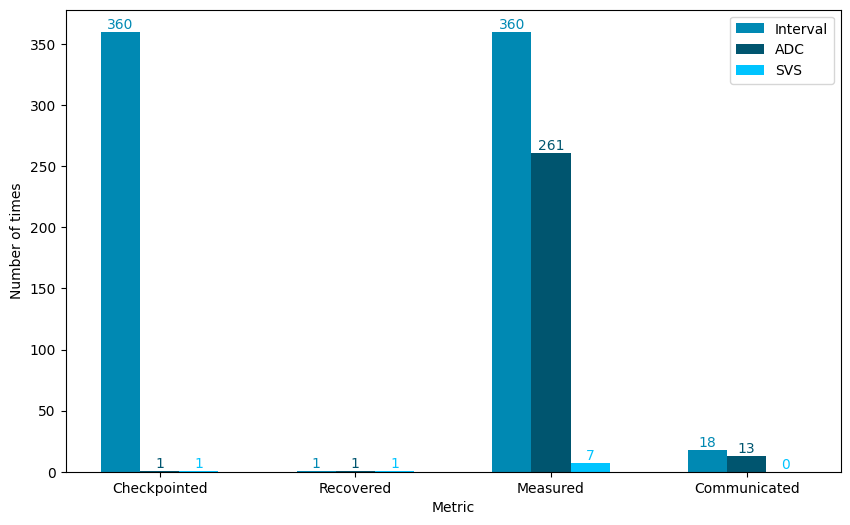 360
360
Interval
ADC
SVS
350
300
261
250
Number of times
200
150
100
50
18
13
7
1 1
1 1 1
0
0
Checkpointed Recovered Measured Communicated
Metric